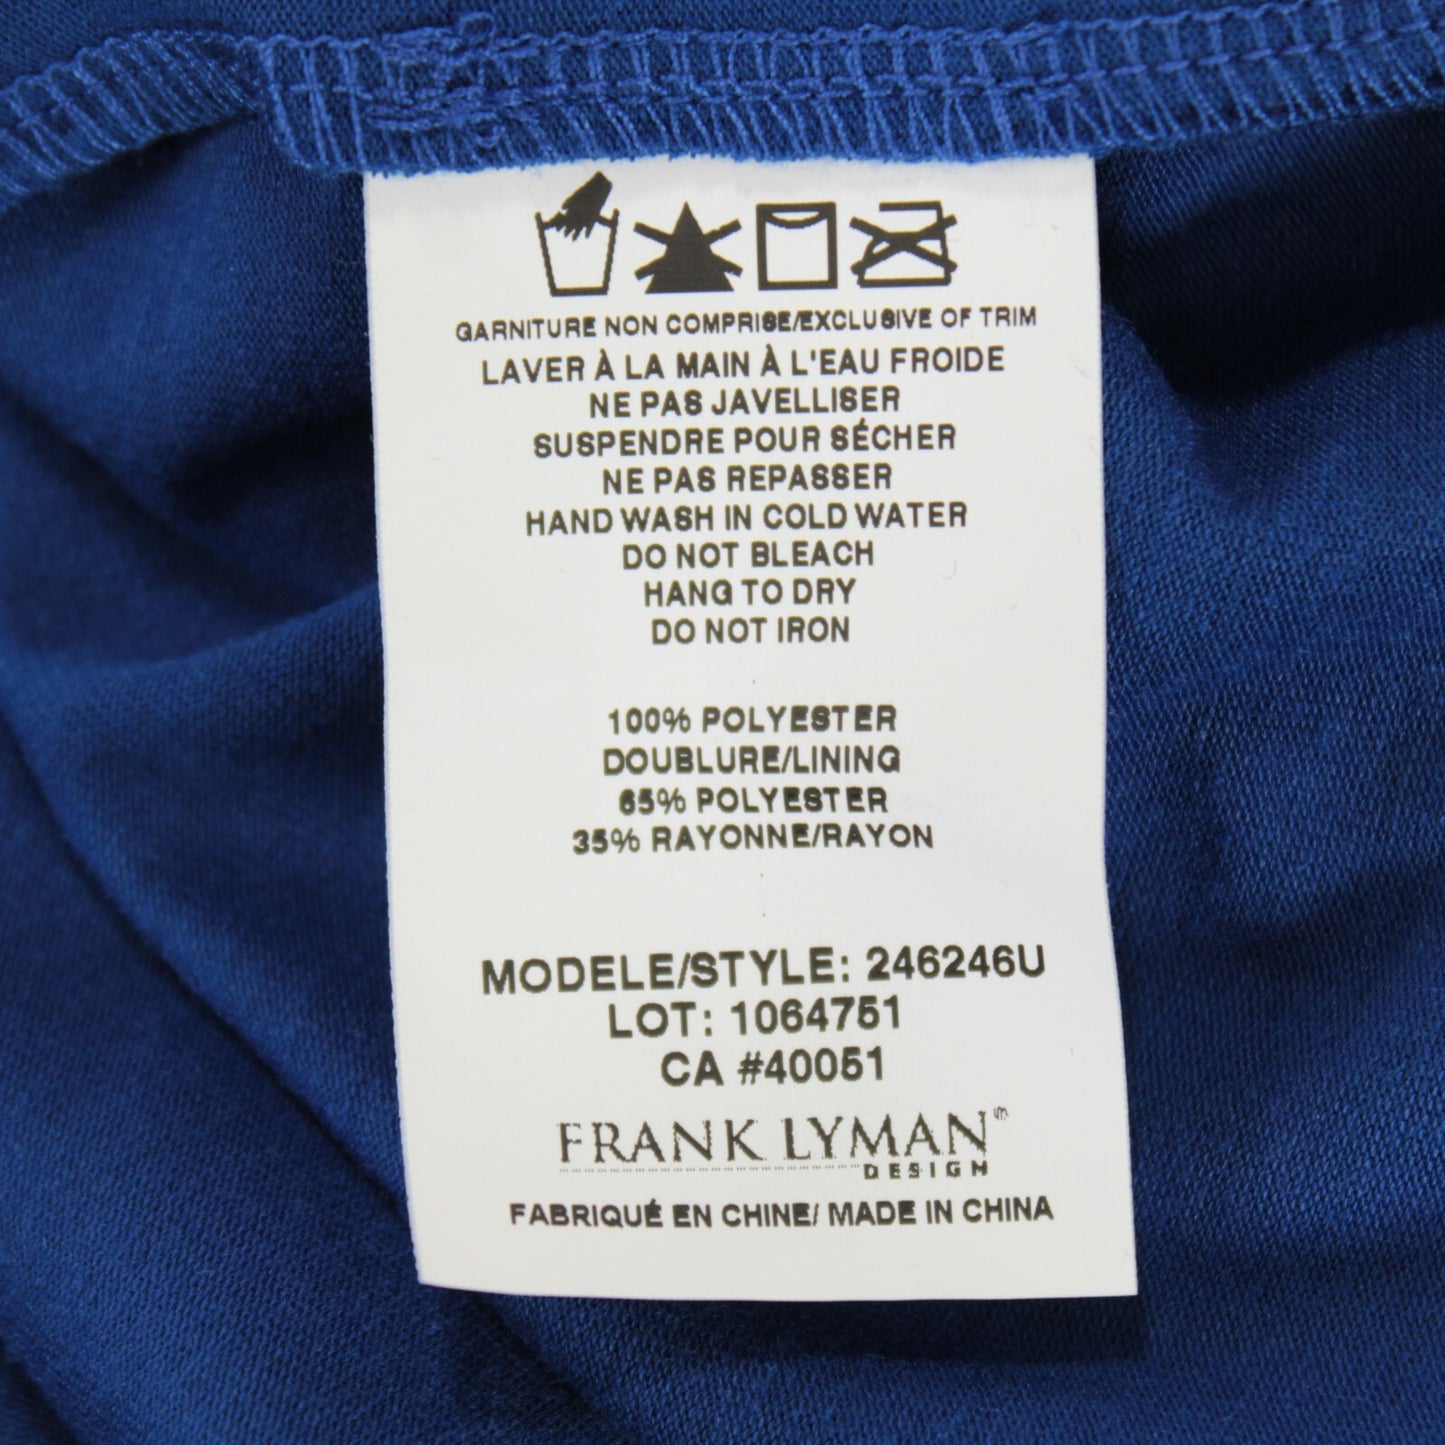 GARNITURE NON COMPRISE/EXCLUSIVE OF TRIM
LAVER À LA MAIN À L'EAU FROIDE
NE PAS JAVELLISER
SUSPENDRE POUR SÉCHER
NE PAS REPASSER
HAND WASH IN COLD WATER
DO NOT BLEACH
HANG TO DRY
DO NOT IRON
100% POLYESTER
DOUBLURE/LINING
65% POLYESTER
35% RAYONNE/RAYON
MODELE/STYLE: 246246U
LOT: 1064751
CA #40051
FRANK LYMAN
DESIGN
FABRIQUÉ EN CHINE/ MADE IN CHINA